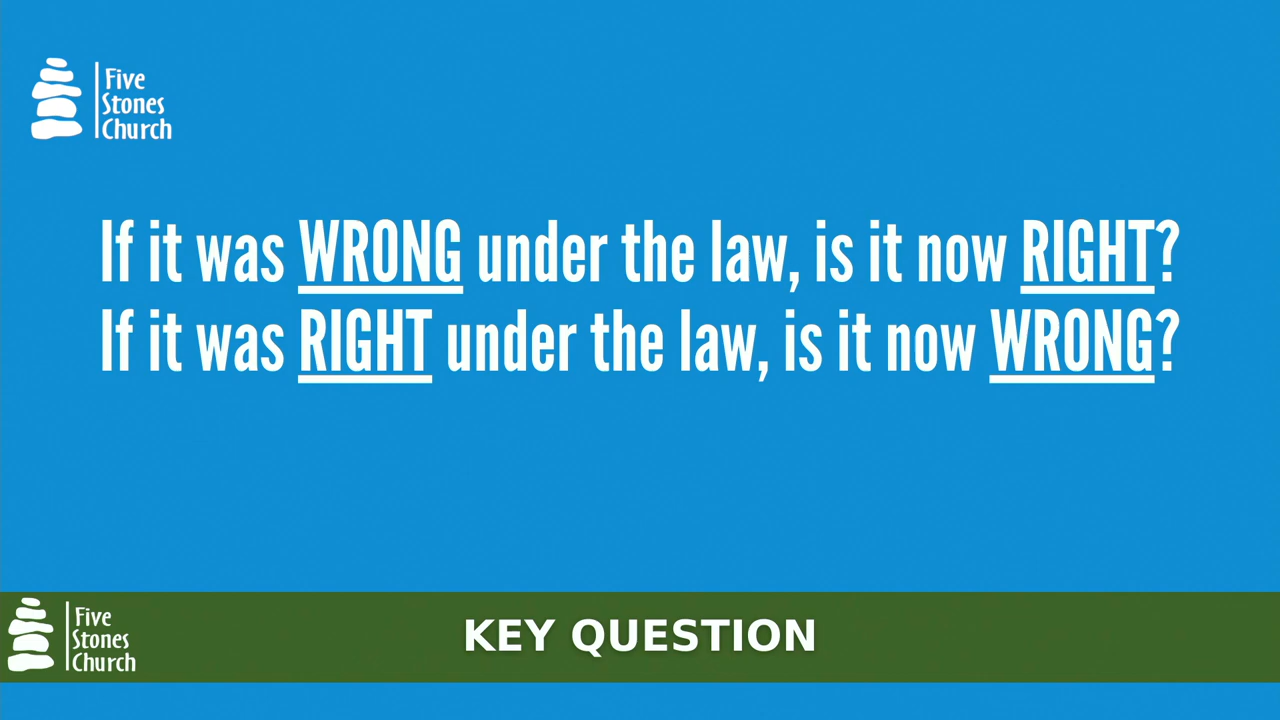 Five
Stones
Church
If it was WRONG under the law, is it now RIGHT?
If it was RIGHT under the law, is it now WRONG?
Five
Stones
Church
KEY QUESTION